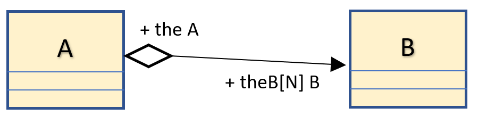 + the A
A
B
+ theB[N] B